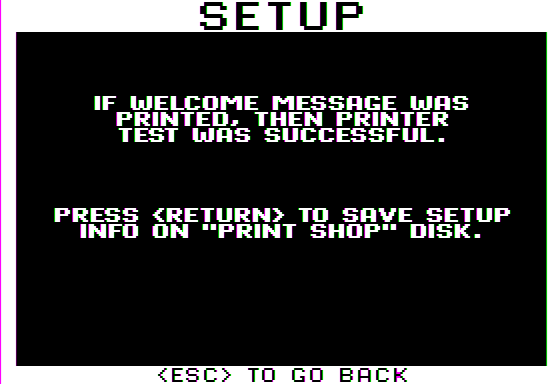 SETUP
IF WELCOME MESSAGE WAS
PRINTED, THEN PRINTER
TEST WAS SUCCESSFUL.
PRESS <RETURN> TO SAVE SETUP
INFO ON "PRINT SHOP" DISK.
<ESC> TO GO BACK